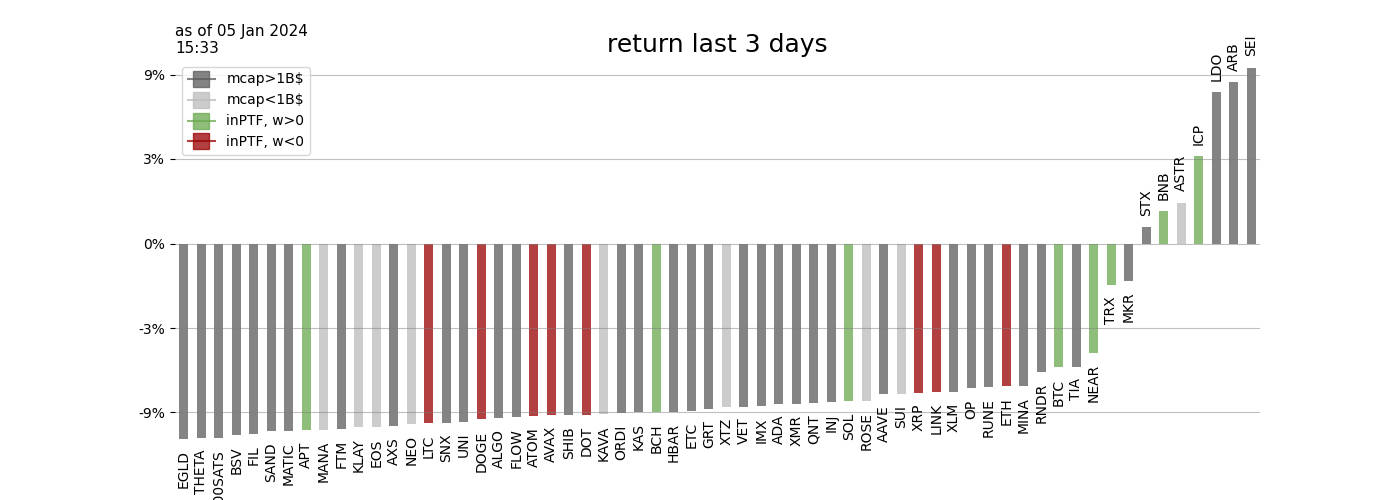 as of 05 Jan 2024
15:33
return last 3 days
mcap>1B$
mcap<1B$
inPTF, w>0
inPTF, w<0
9%
3%
0%
-3%
-9%
EGLD
THETA
00SATS
BSV
FIL
SAND
MATIC
APT
MANA
FTM
KLAY
EOS
AXS
NEO
LTC
SNX
UNI
DOGE
ALGO
FLOW
ATOM
AVAX
SHIB
DOT
KAVA
ORDI
KAS
BCH
HBAR
ETC
GRT
XTZ
VET
IMX
ADA
XMR
QNT
INJ
SOL
ROSE
AAVE
SUI
XRP
LINK
XLM
OP
RUNE
ETH
MINA
RNDR
BTC
TIA
NEAR
TRX
MKR
STX
BNB
ASTR
ICP
LDO
ARB
SEI